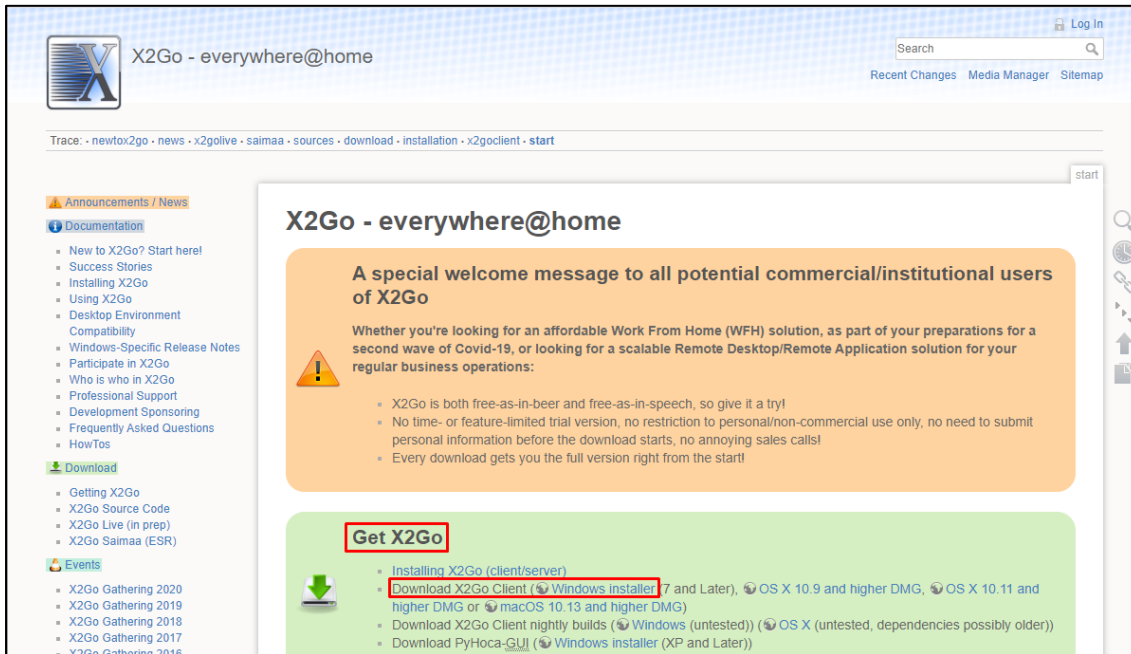 Log In
X2Go - everywhere@home
Search
Recent Changes Media Manager Sitemap
Trace: • newtox2go • news • x2golive • saimaa • sources • download • installation • x2goclient • start
start
Announcements / News
Documentation
New to X2Go? Start here!
Success Stories
Installing X2Go
Using X2Go
Desktop Environment
Compatibility
Windows-Specific Release Notes
Participate in X2Go
Who is who in X2Go
Professional Support
Development Sponsoring
Frequently Asked Questions
HowTos
Download
Getting X2Go
X2Go Source Code
X2Go Live (in prep)
X2Go Saimaa (ESR)
Events
X2Go Gathering 2020
X2Go Gathering 2019
X2Go Gathering 2018
X2Go Gathering 2017
X2Go Gathering 2016
X2Go - everywhere@home
A special welcome message to all potential commercial/institutional users
of X2Go
Whether you're looking for an affordable Work From Home (WFH) solution, as part of your preparations for a
second wave of Covid-19, or looking for a scalable Remote Desktop/Remote Application solution for your
regular business operations:
X2Go is both free-as-in-beer and free-as-in-speech, so give it a try!
No time- or feature-limited trial version, no restriction to personal/non-commercial use only, no need to submit
personal information before the download starts, no annoying sales calls!
Every download gets you the full version right from the start!
Get X2Go
Installing X2Go (client/server)
Download X2Go Client (Windows installer (7 and Later), OS X 10.9 and higher DMG, OS X 10.11 and
higher DMG or macOS 10.13 and higher DMG)
Download X2Go Client nightly builds (Windows (untested)) (OS X (untested, dependencies possibly older))
Download PyHoca-GUI (Windows installer (XP and Later))